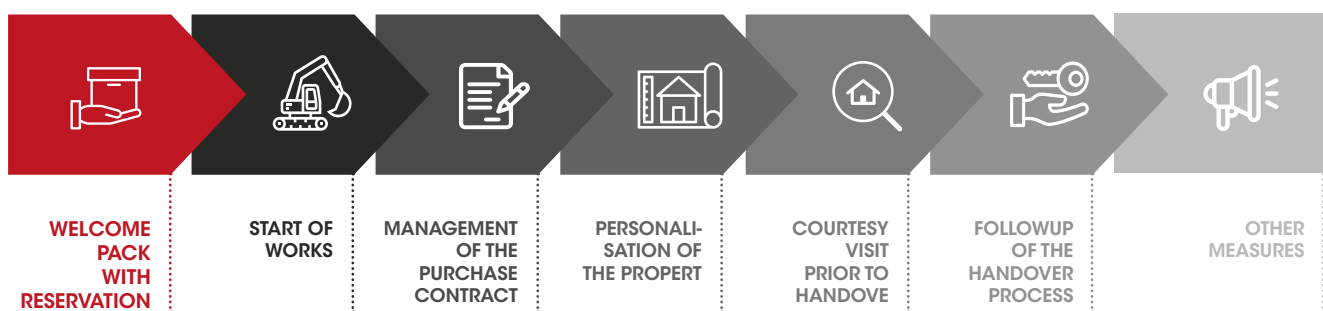 WELCOME
PACK
WITH
RESERVATION
START OF
WORKS
MANAGEMENT
OF THE
PURCHASE
CONTRACT
PERSONALI-
SATION OF
THE PROPERT
COURTESY
VISIT
PRIOR TO
HANDOVE
FOLLOWUP
OF THE
HANDOVER
PROCESS
OTHER
MEASURES